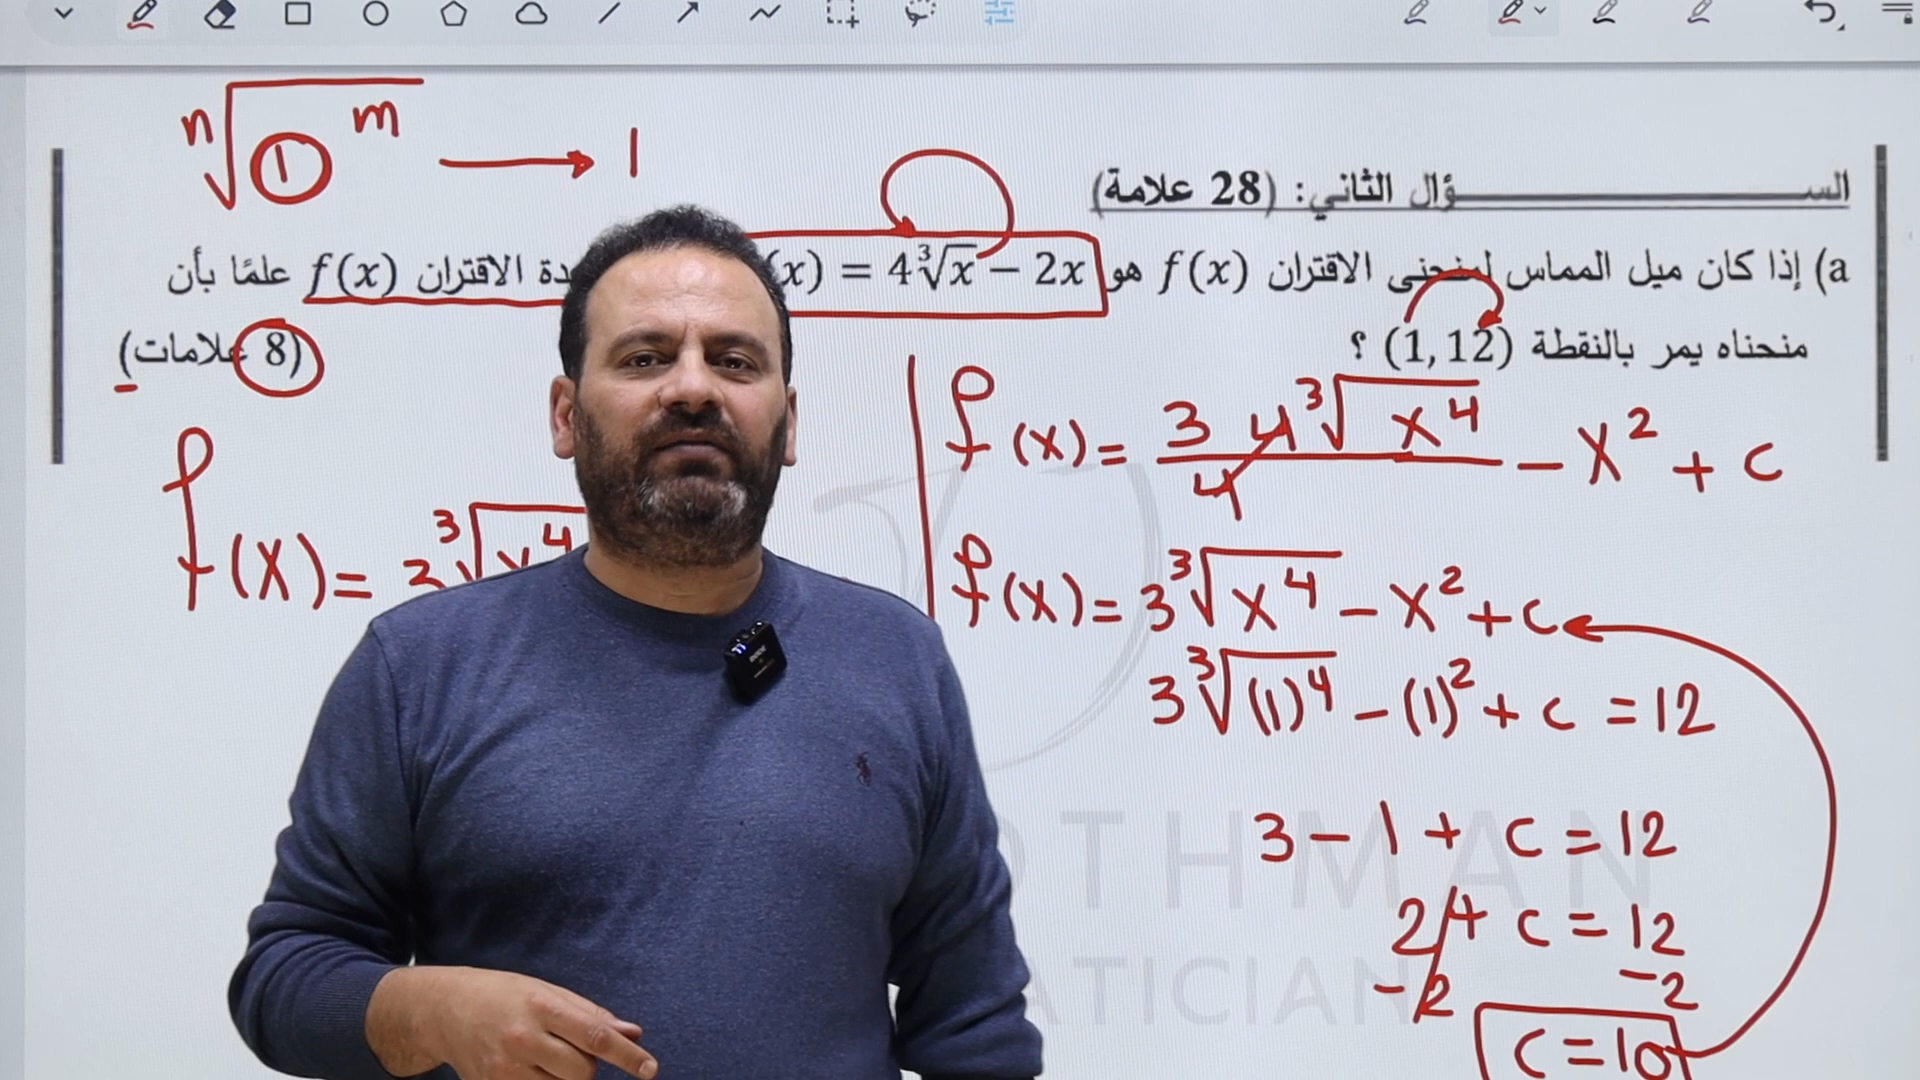 ⁿ√(1)ᵐ → 1
الســـــــــــؤال الثاني: (28 علامة)
a) إذا كان ميل المماس لمنحنى الاقتران f(x) هو (x) = 4∛x − 2x دة الاقتران f(x) علمًا بأن
منحناه يمر بالنقطة (1, 12) ؟ (8 علامات)
f(x) = 3 4∛x⁴ / 4 − x² + c
f(x) = 3∛x⁴ − x² + c
3∛(1)⁴ − (1)² + c = 12
3 − 1 + c = 12
2 + c = 12
−2 −2
c = 10
f(x) = 3∛x⁴
OTHMAN
ATICIAN